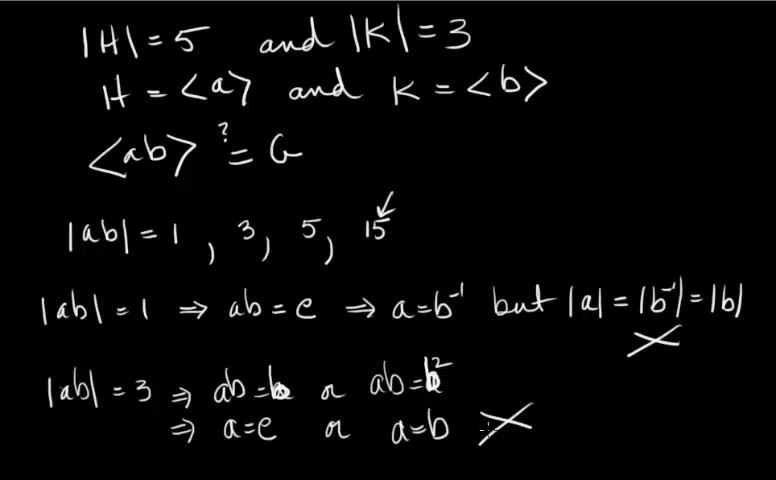 |H| = 5 and |K| = 3
H = <a> and K = <b>
<ab> ?= G
|ab| = 1, 3, 5, 15
|ab| = 1 ⇒ ab = e ⇒ a = b⁻¹ but |a| = |b⁻¹| = |b|
|ab| = 3 ⇒ ab = b or ab = b²
⇒ a = e or a = b